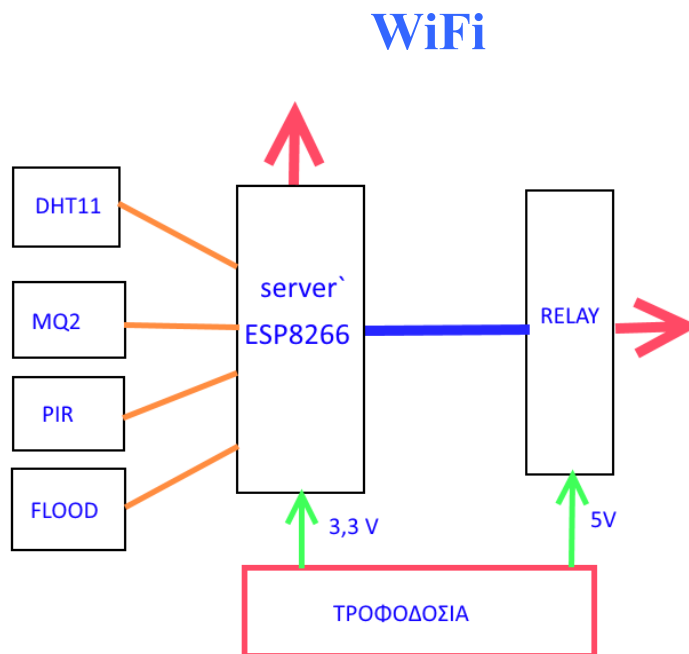 WiFi
DHT11
server`
ESP8266
MQ2
RELAY
PIR
FLOOD
3,3 V
5V
ΤΡΟΦΟΔΟΣΙΑ